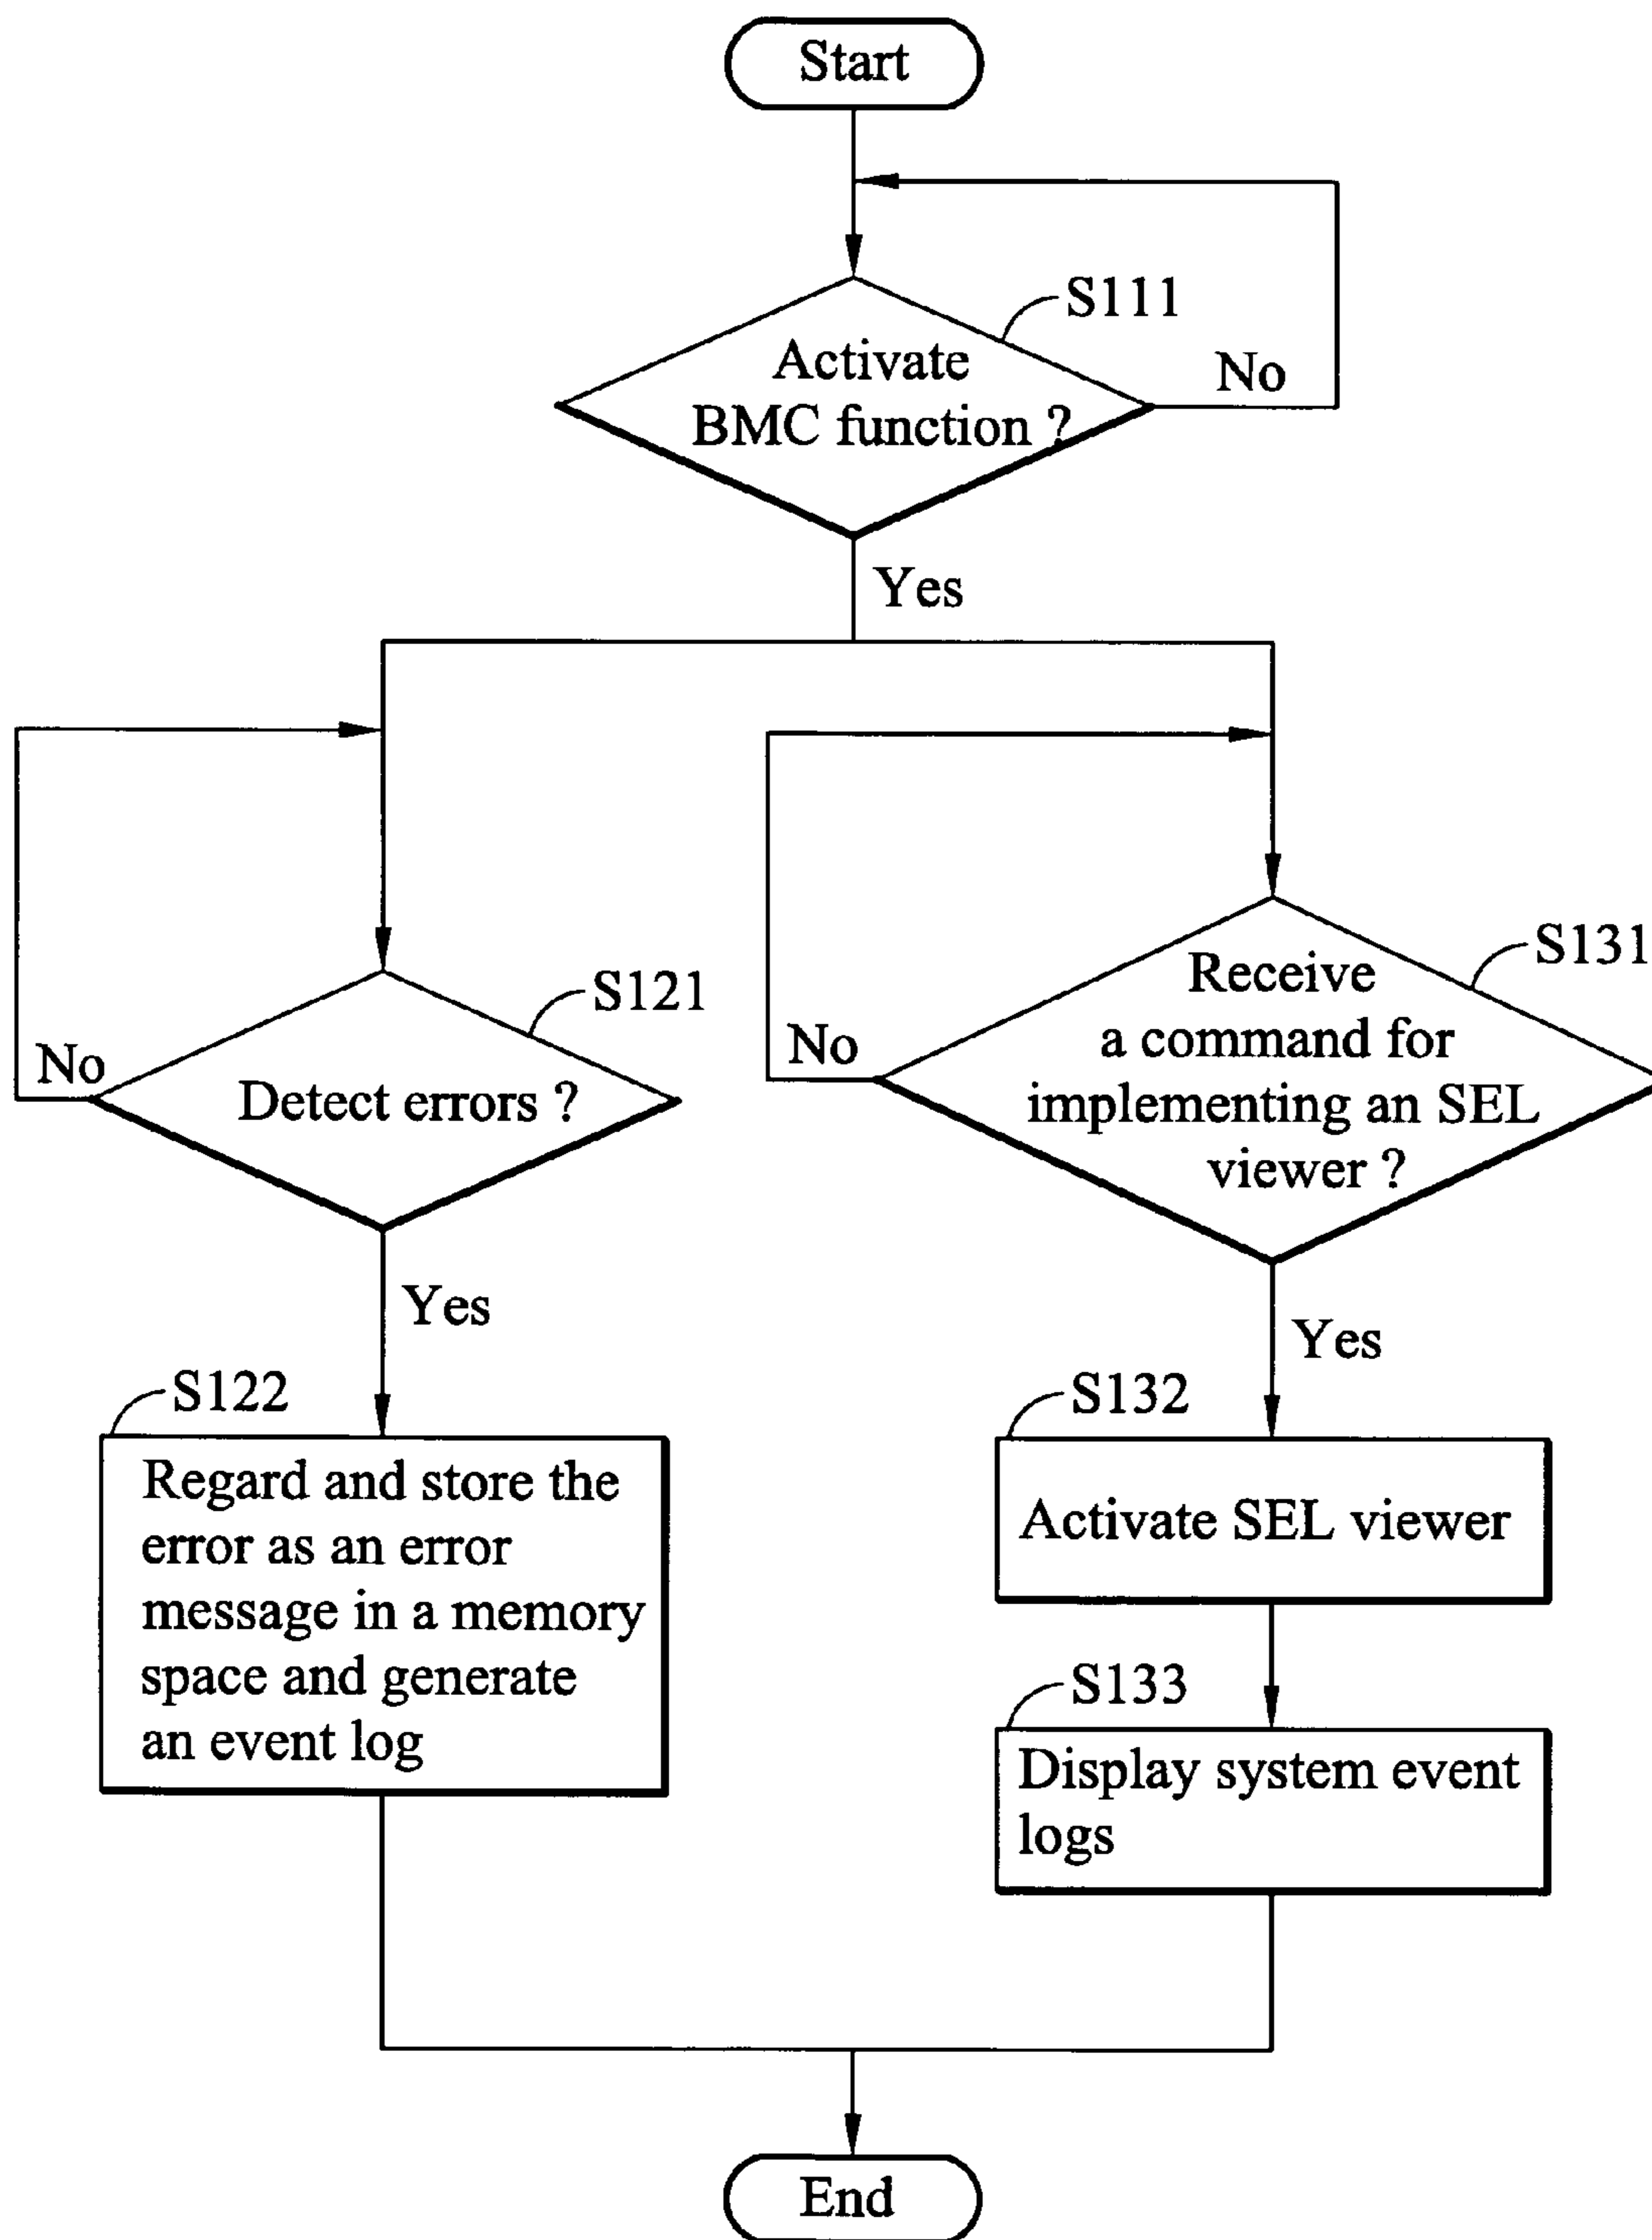 Start
S111
Activate
BMC function ?
No
Yes
S121
No
Detect errors ?
Yes
S122
Regard and store the
error as an error
message in a memory
space and generate
an event log
S131
Receive
a command for
implementing an SEL
viewer ?
No
Yes
S132
Activate SEL viewer
S133
Display system event
logs
End